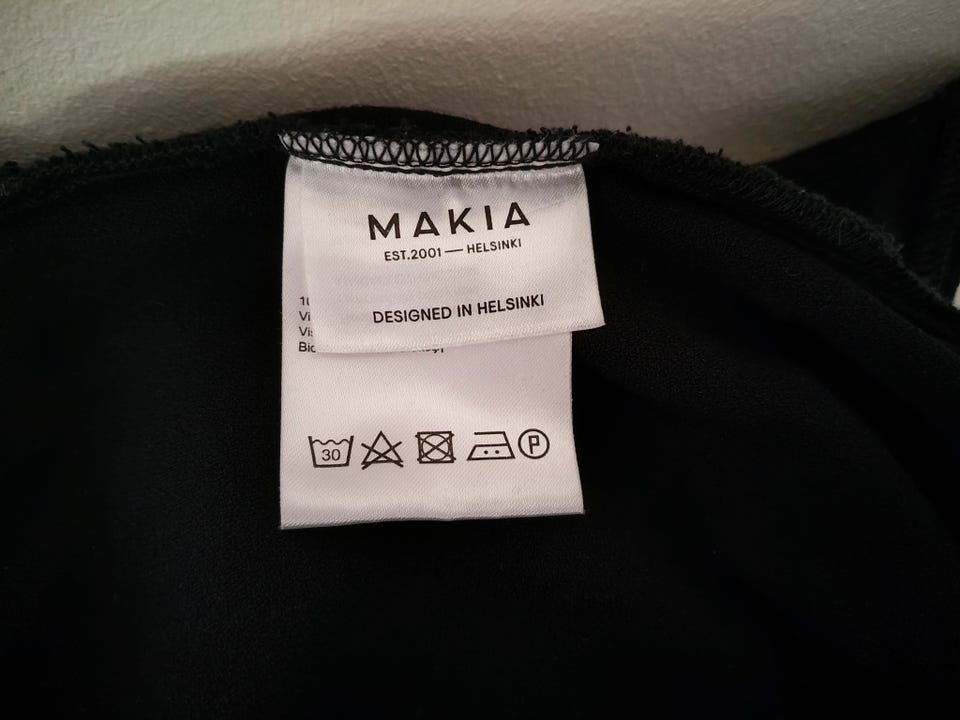 MAKIA
EST.2001 — HELSINKI
DESIGNED IN HELSINKI
30
P